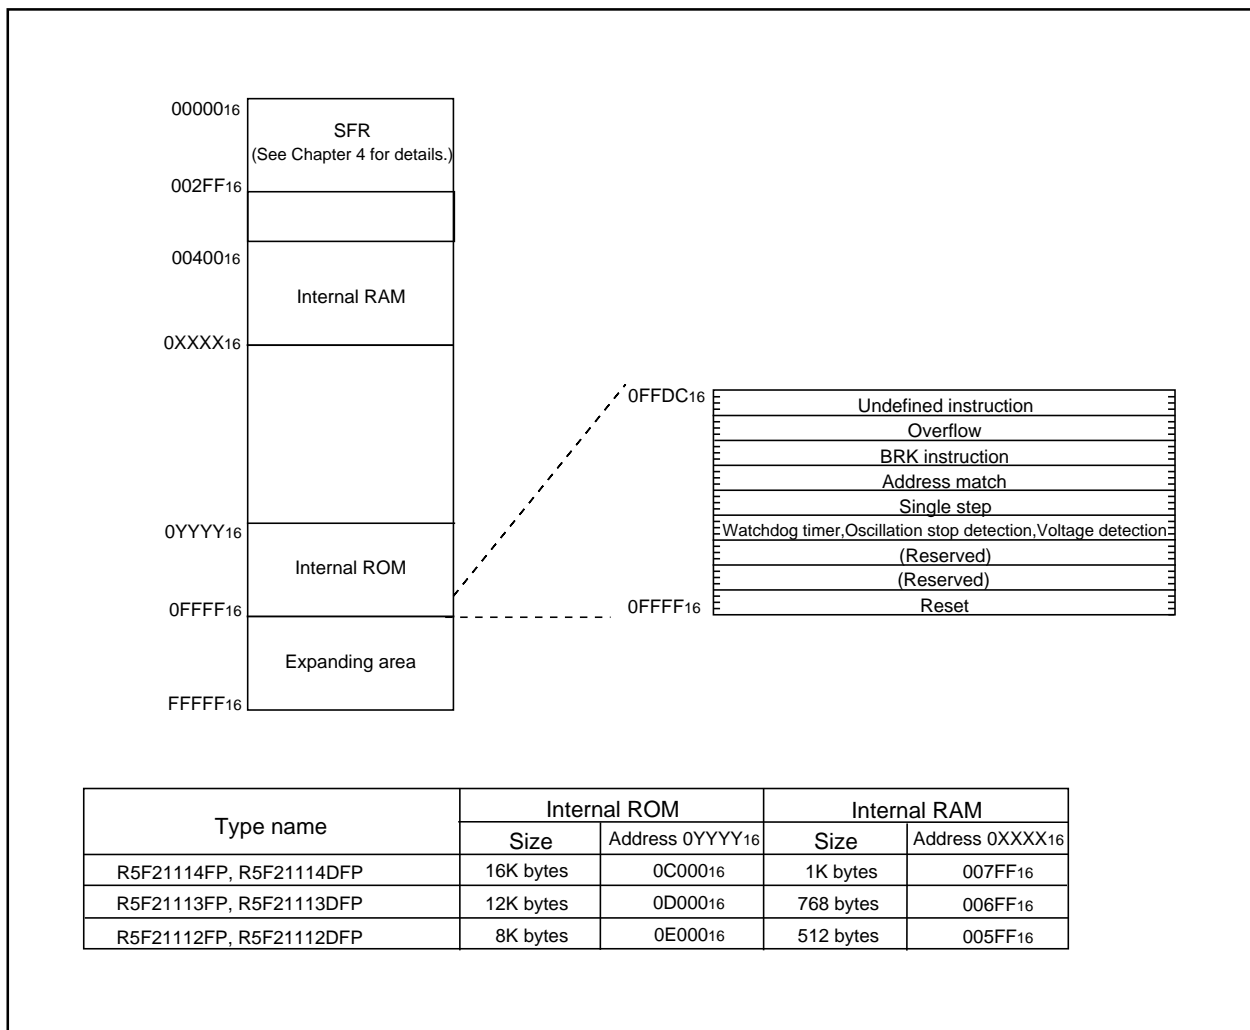 0000016
SFR
(See Chapter 4 for details.)
002FF16
0040016
Internal RAM
0XXXX16
0YYYY16
Internal ROM
0FFFF16
Expanding area
FFFFF16
0FFDC16
Undefined instruction
Overflow
BRK instruction
Address match
Single step
Watchdog timer,Oscillation stop detection,Voltage detection
(Reserved)
(Reserved)
0FFFF16
Reset
Type name Internal ROM Internal RAM
Size Address 0YYYY16 Size Address 0XXXX16
R5F21114FP, R5F21114DFP 16K bytes 0C00016 1K bytes 007FF16
R5F21113FP, R5F21113DFP 12K bytes 0D00016 768 bytes 006FF16
R5F21112FP, R5F21112DFP 8K bytes 0E00016 512 bytes 005FF16